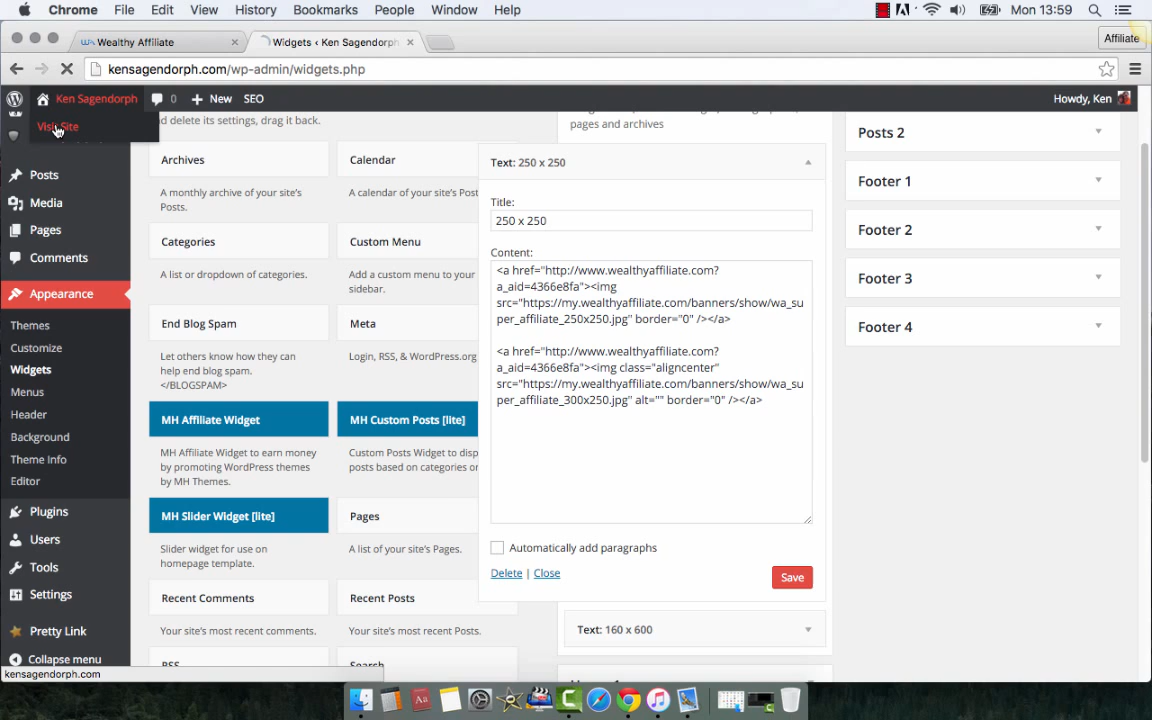 Chrome File Edit View History Bookmarks People Window Help Mon 13:59
Wealthy Affiliate Widgets ‹ Ken Sagendorph Affiliate
kensagendorph.com/wp-admin/widgets.php
Ken Sagendorph 0 New SEO Howdy, Ken
Visit Site
Posts
Media
Pages
Comments
Appearance
Themes
Customize
Widgets
Menus
Header
Background
Theme Info
Editor
Plugins
Users
Tools
Settings
Pretty Link
Collapse menu
kensagendorph.com
and delete its settings, drag it back.
Archives
A monthly archive of your site's
Posts.
Calendar
A calendar of your site's Post
Categories
A list or dropdown of categories.
Custom Menu
Add a custom menu to your
sidebar.
End Blog Spam
Let others know how they can
help end blog spam.
</BLOGSPAM>
Meta
Login, RSS, & WordPress.org
MH Affiliate Widget
MH Affiliate Widget to earn money
by promoting WordPress themes
by MH Themes.
MH Custom Posts [lite]
Custom Posts Widget to disp
posts based on categories or
MH Slider Widget [lite]
Slider widget for use on
homepage template.
Pages
A list of your site's Pages.
Recent Comments
Your site's most recent comments.
Recent Posts
Your site's most recent Posts.
RSS
Search
pages and archives
Text: 250 x 250
Title:
250 x 250
Content:
<a href="http://www.wealthyaffiliate.com?
a_aid=4366e8fa"><img
src="https://my.wealthyaffiliate.com/banners/show/wa_su
per_affiliate_250x250.jpg" border="0" /></a>
<a href="http://www.wealthyaffiliate.com?
a_aid=4366e8fa"><img class="aligncenter"
src="https://my.wealthyaffiliate.com/banners/show/wa_su
per_affiliate_300x250.jpg" alt="" border="0" /></a>
Automatically add paragraphs
Delete | Close Save
Text: 160 x 600
Posts 2
Footer 1
Footer 2
Footer 3
Footer 4